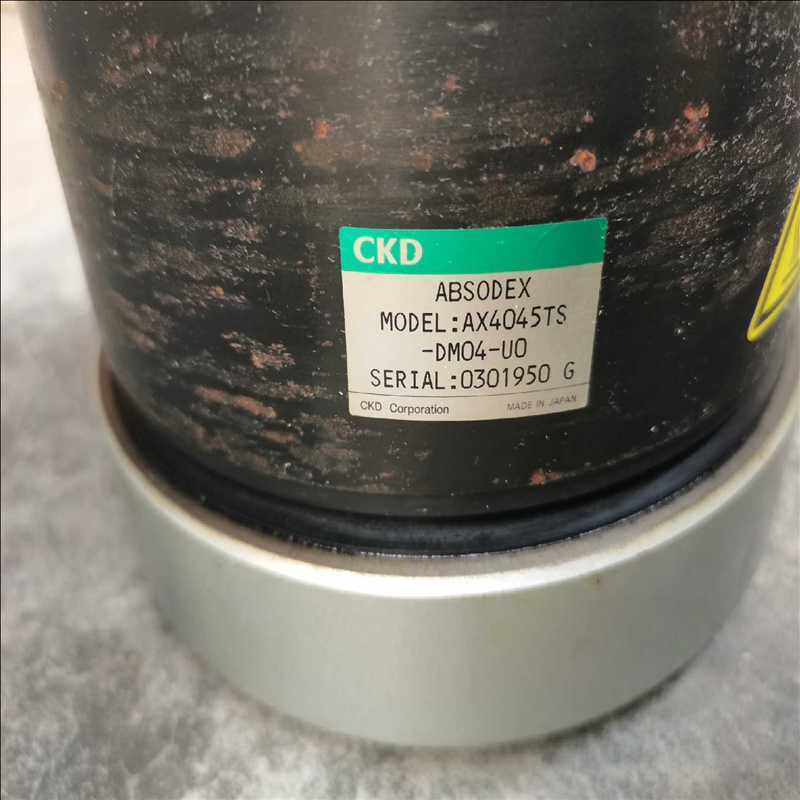 CKD
ABSODEX
MODEL:AX4045TS
-DM04-U0
SERIAL:0301950 G
CKD Corporation MADE IN JAPAN